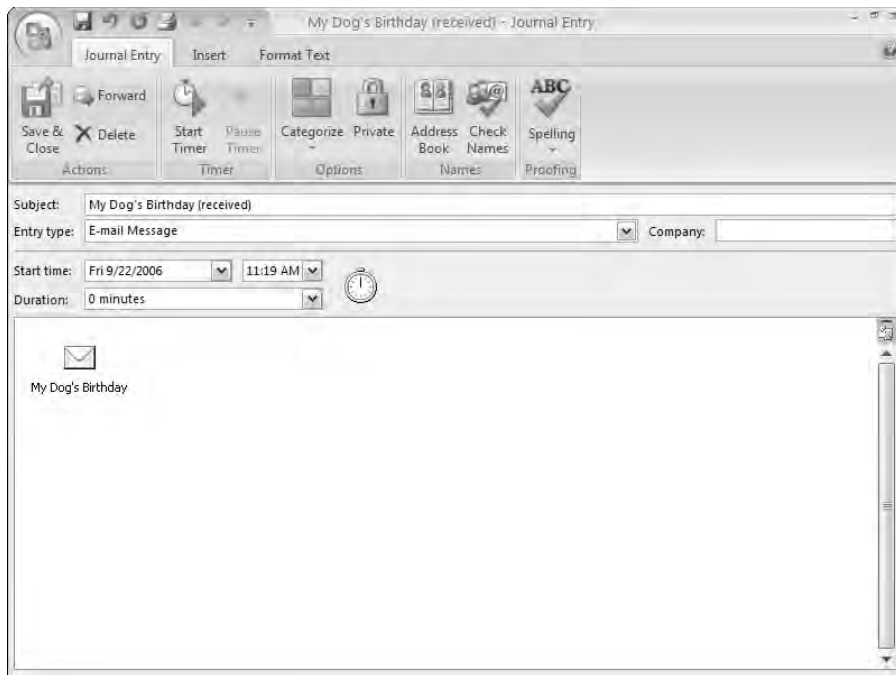 My Dog's Birthday (received) - Journal Entry
Journal Entry Insert Format Text
Save & Close
Forward
Delete
Start Timer
Pause Timer
Categorize
Private
Address Book
Check Names
ABC
Spelling
Actions Timer Options Names Proofing
Subject: My Dog's Birthday (received)
Entry type: E-mail Message Company:
Start time: Fri 9/22/2006 11:19 AM
Duration: 0 minutes
My Dog's Birthday